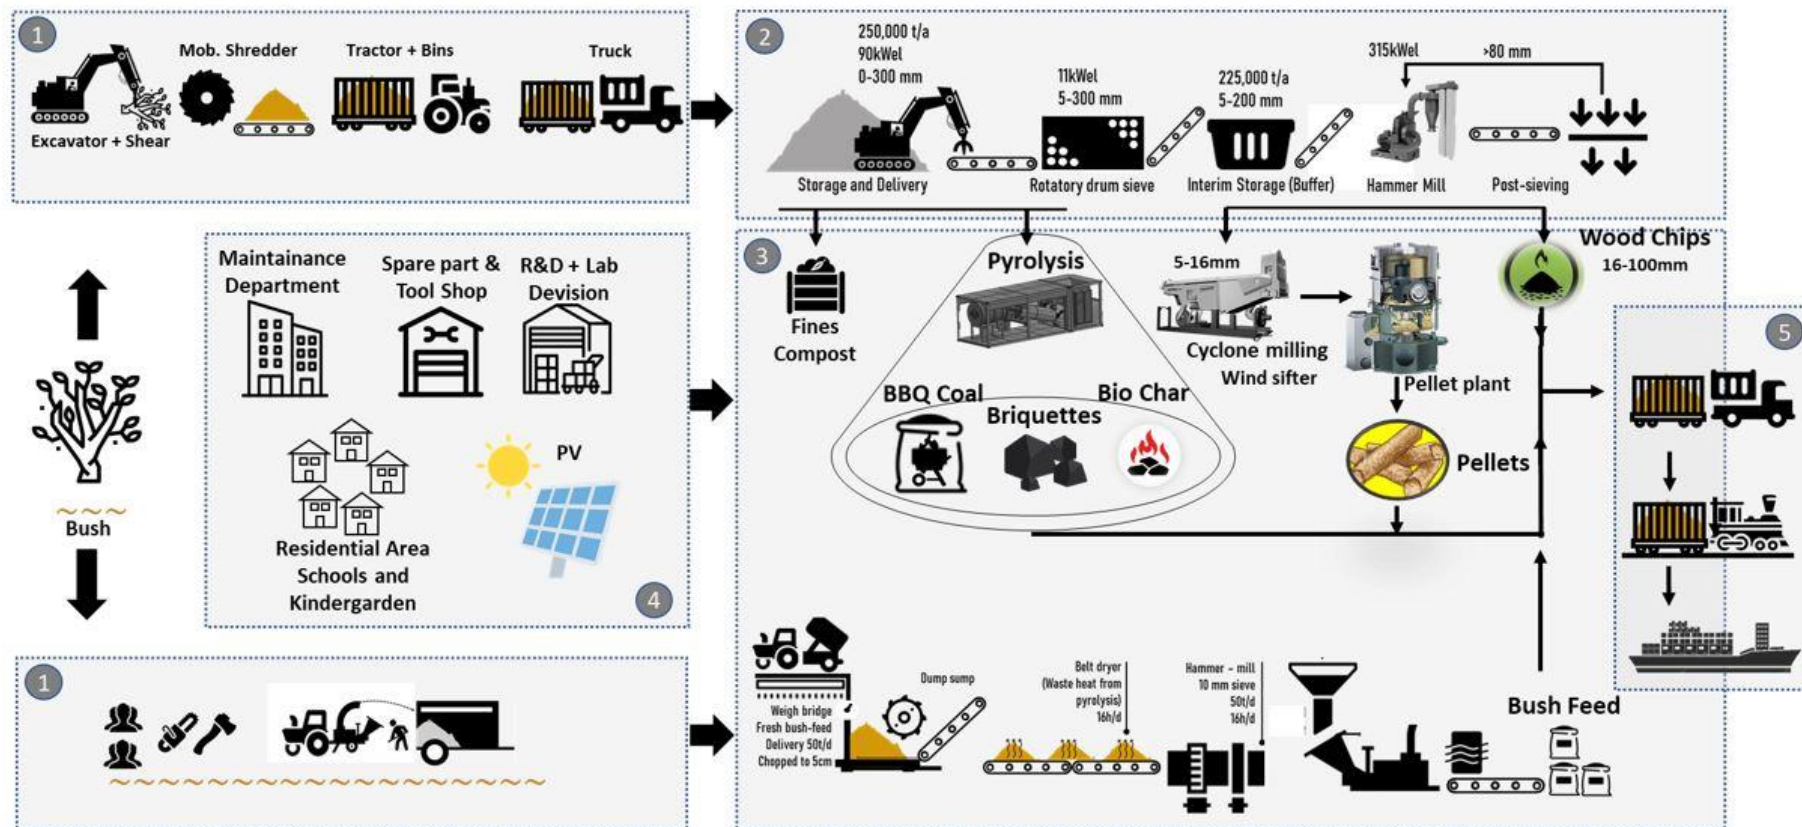 1
Mob. Shredder
Tractor + Bins
Truck
Excavator + Shear
2
250,000 t/a
90kWel
0-300 mm
11kWel
5-300 mm
225,000 t/a
5-200 mm
315kWel
>80 mm
Storage and Delivery
Rotatory drum sieve
Interim Storage (Buffer)
Hammer Mill
Post-sieving
Bush
Maintainance
Department
Spare part &
Tool Shop
R&D + Lab
Devision
PV
Residential Area
Schools and
Kindergarden
4
3
Fines
Compost
Pyrolysis
BBQ Coal
Briquettes
Bio Char
5-16mm
Cyclone milling
Wind sifter
Pellet plant
Pellets
Wood Chips
16-100mm
5
1
Weigh bridge
Fresh bush-feed
Delivery 50t/d
Chopped to 5cm
Dump sump
Belt dryer
(Waste heat from
pyrolysis)
16h/d
Hammer - mill
10 mm sieve
50t/d
16h/d
Bush Feed